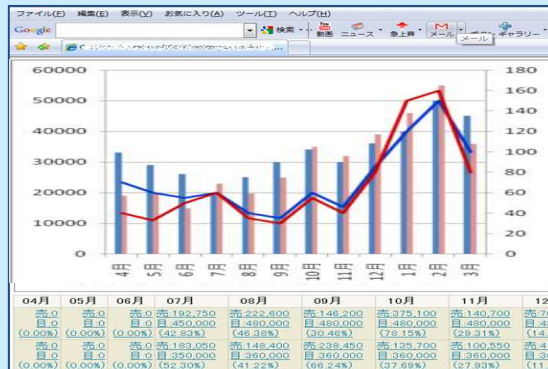 ファイル(F) 編集(E) 表示(V) お気に入り(A) ツール(T) ヘルプ(H)
Google 検索 動画 ニュース 急上昇 メール ボタン ギャラリー
メール
60000 180
50000 160
140
40000 120
30000 100
80
20000 60
10000 40
20
0 0
4月 5月 6月 7月 8月 9月 10月 11月 12月 1月 2月 3月
04月 05月 06月 07月 08月 09月 10月 11月 12
売:0 売:0 売:0 売:192,750 売:222,600 売:146,200 売:375,100 売:140,700
目:0 目:0 目:0 目:450,000 目:480,000 目:480,000 目:480,000 目:480,000
(0.00%) (0.00%) (0.00%) (42.83%) (46.38%) (30.46%) (78.15%) (29.31%) (14.
売:0 売:0 売:0 売:183,050 売:148,400 売:238,450 売:135,700 売:100,550
目:0 目:0 目:0 目:350,000 目:360,000 目:360,000 目:360,000 目:360,000
(0.00%) (0.00%) (0.00%) (52.30%) (41.22%) (66.24%) (37.69%) (27.93%) (11.